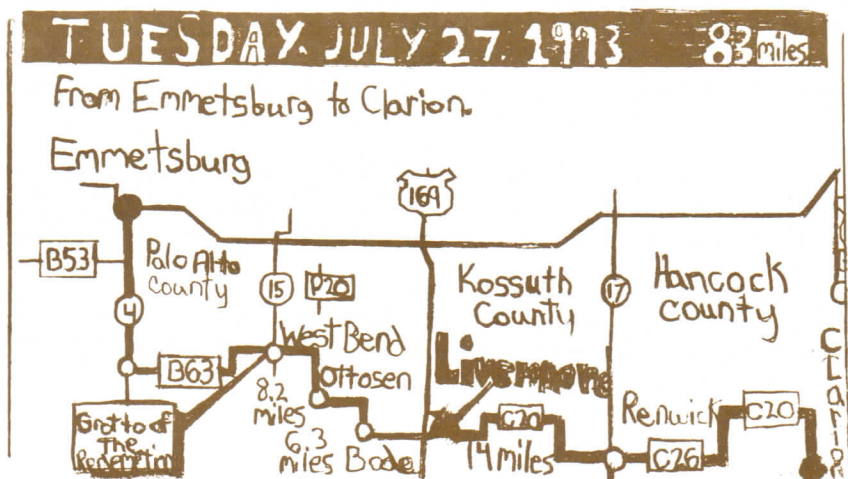 TUESDAY. JULY 27. 1993 83 miles
From Emmetsburg to Clarion.
Emmetsburg
169
B53
Palo Alto
county
4
15
P20
Kossuth
County
17
Hancock
county
West Bend
B63
Ottosen
Livermore
8.2
miles
Grotto of
the
Redemption
6.3
miles
Bode
C20
14 miles
Renwick
C26
C20
Clarion